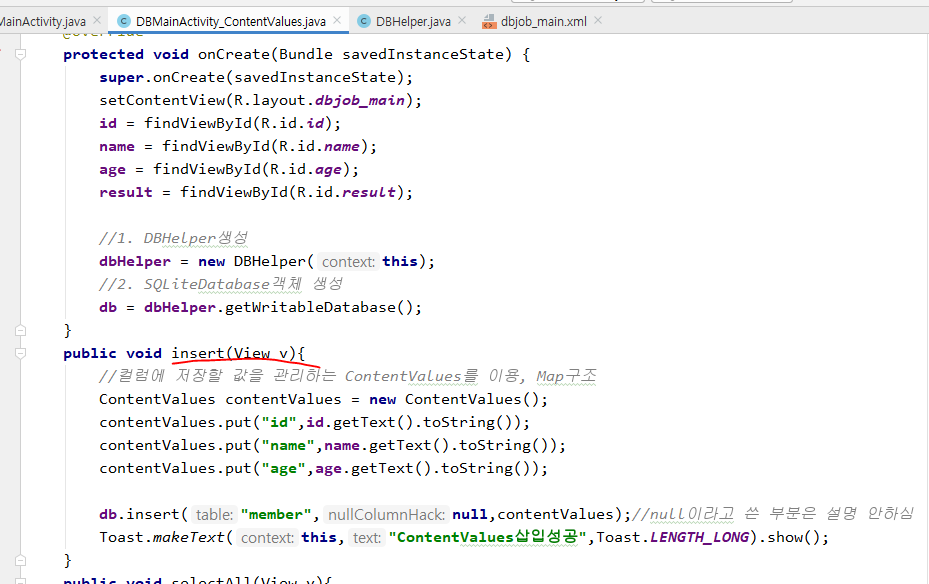 MainActivity.java × DBMainActivity_ContentValues.java × DBHelper.java × dbjob_main.xml ×
@Override
protected void onCreate(Bundle savedInstanceState) {
super.onCreate(savedInstanceState);
setContentView(R.layout.dbjob_main);
id = findViewById(R.id.id);
name = findViewById(R.id.name);
age = findViewById(R.id.age);
result = findViewById(R.id.result);
//1. DBHelper생성
dbHelper = new DBHelper( context: this);
//2. SQLiteDatabase객체 생성
db = dbHelper.getWritableDatabase();
}
public void insert(View v){
//컬럼에 저장할 값을 관리하는 ContentValues를 이용, Map구조
ContentValues contentValues = new ContentValues();
contentValues.put("id",id.getText().toString());
contentValues.put("name",name.getText().toString());
contentValues.put("age",age.getText().toString());
db.insert( table: "member", nullColumnHack: null,contentValues);//null이라고 쓴 부분은 설명 안하심
Toast.makeText( context: this, text: "ContentValues삽입성공",Toast.LENGTH_LONG).show();
}
public void selectAll(View v){